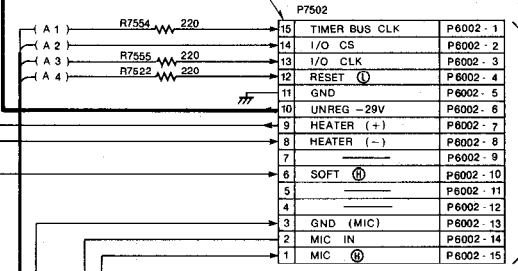 P7502
A 1 R7554 220 15 TIMER BUS CLK P6002 - 1
A 2 14 I/O CS P6002 - 2
A 3 R7555 220 13 I/O CLK P6002 - 3
A 4 R7522 220 12 RESET Ⓛ P6002 - 4
11 GND P6002 - 5
10 UNREG -29V P6002 - 6
9 HEATER (+) P6002 - 7
8 HEATER (-) P6002 - 8
7 P6002 - 9
6 SOFT Ⓗ P6002 - 10
5 P6002 - 11
4 P6002 - 12
3 GND (MIC) P6002 - 13
2 MIC IN P6002 - 14
1 MIC Ⓗ P6002 - 15